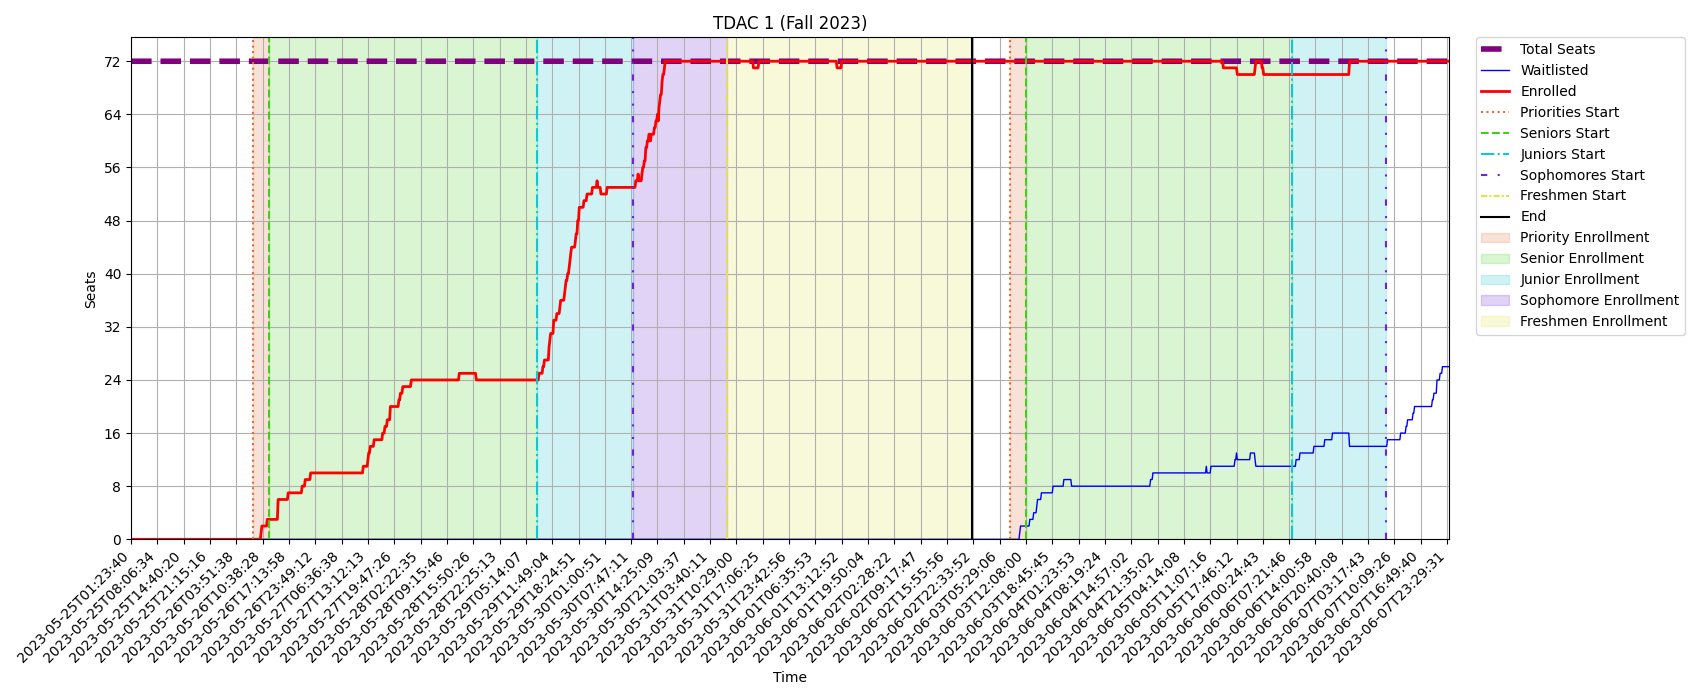 TDAC 1 (Fall 2023)
Seats
72
64
56
48
40
32
24
16
8
0
2023-05-25T01:23:40
2023-05-25T08:06:34
2023-05-25T14:40:20
2023-05-25T21:15:16
2023-05-26T03:51:38
2023-05-26T10:38:28
2023-05-26T17:13:58
2023-05-26T23:49:12
2023-05-27T06:36:38
2023-05-27T13:12:13
2023-05-27T19:47:26
2023-05-28T02:22:35
2023-05-28T09:15:46
2023-05-28T15:50:26
2023-05-28T22:25:13
2023-05-29T05:14:07
2023-05-29T11:49:04
2023-05-29T18:24:51
2023-05-30T01:00:51
2023-05-30T07:47:11
2023-05-30T14:25:09
2023-05-30T21:03:37
2023-05-31T03:40:11
2023-05-31T10:29:00
2023-05-31T17:06:25
2023-05-31T23:42:56
2023-06-01T06:35:53
2023-06-01T13:12:52
2023-06-01T19:50:04
2023-06-02T02:28:22
2023-06-02T09:17:47
2023-06-02T15:55:56
2023-06-02T22:33:52
2023-06-03T05:29:06
2023-06-03T12:08:00
2023-06-03T18:45:45
2023-06-04T01:23:53
2023-06-04T08:19:24
2023-06-04T14:57:02
2023-06-04T21:35:02
2023-06-05T04:14:08
2023-06-05T11:07:16
2023-06-05T17:46:12
2023-06-06T00:24:43
2023-06-06T07:21:46
2023-06-06T14:00:58
2023-06-06T20:40:08
2023-06-07T03:17:43
2023-06-07T10:09:26
2023-06-07T16:49:40
2023-06-07T23:29:31
Time
Total Seats
Waitlisted
Enrolled
Priorities Start
Seniors Start
Juniors Start
Sophomores Start
Freshmen Start
End
Priority Enrollment
Senior Enrollment
Junior Enrollment
Sophomore Enrollment
Freshmen Enrollment